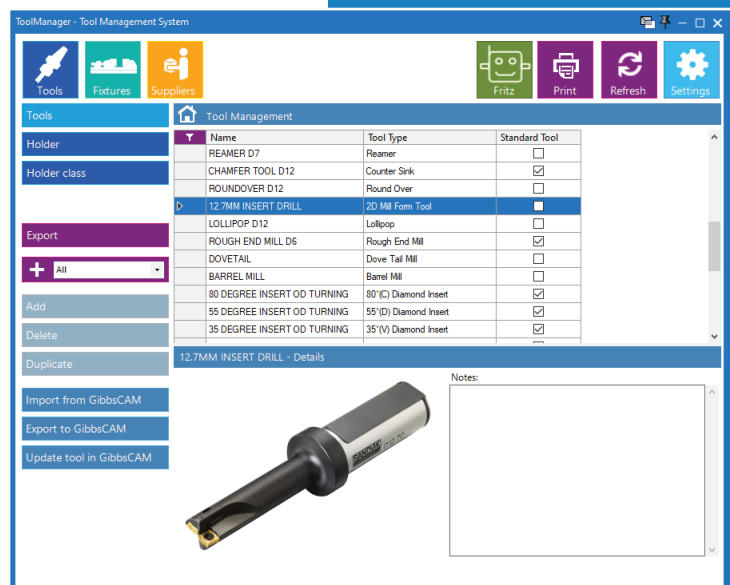 ToolManager - Tool Management System
Tools
Fixtures
Suppliers
Fritz
Print
Refresh
Settings
Tools
Holder
Holder class
Export
All
Add
Delete
Duplicate
Import from GibbsCAM
Export to GibbsCAM
Update tool in GibbsCAM
Tool Management
Name Tool Type Standard Tool
REAMER D7 Reamer
CHAMFER TOOL D12 Counter Sink
ROUNDOVER D12 Round Over
12.7MM INSERT DRILL 2D Mill Form Tool
LOLLIPOP D12 Lollipop
ROUGH END MILL D6 Rough End Mill
DOVETAIL Dove Tail Mill
BARREL MILL Barrel Mill
80 DEGREE INSERT OD TURNING 80°(C) Diamond Insert
55 DEGREE INSERT OD TURNING 55°(D) Diamond Insert
35 DEGREE INSERT OD TURNING 35°(V) Diamond Insert
12.7MM INSERT DRILL - Details
Notes:
SANDVIK